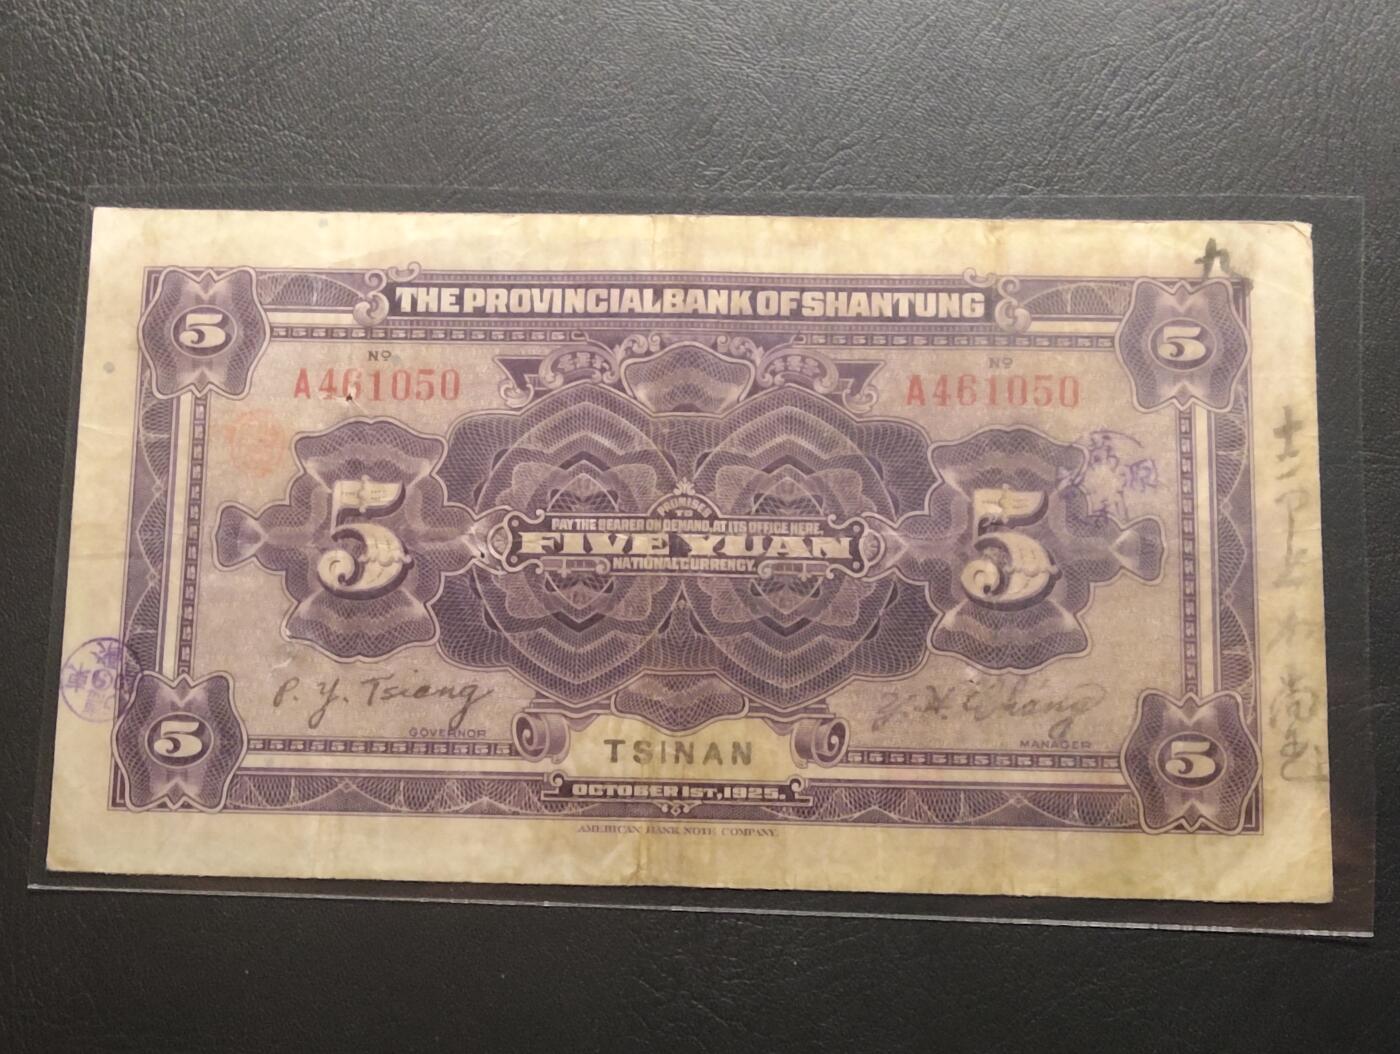 THE PROVINCIAL BANK OF SHANTUNG
5 5
Nº Nº
A461050 A461050
5 5
PROMISES
TO
PAY THE BEARER ON DEMAND, AT ITS OFFICE HERE,
FIVE YUAN
NATIONAL CURRENCY.
P. Y. Tsiang
GOVERNOR MANAGER
5 5
TSINAN
OCTOBER 1ST, 1925.
AMERICAN BANK NOTE COMPANY.